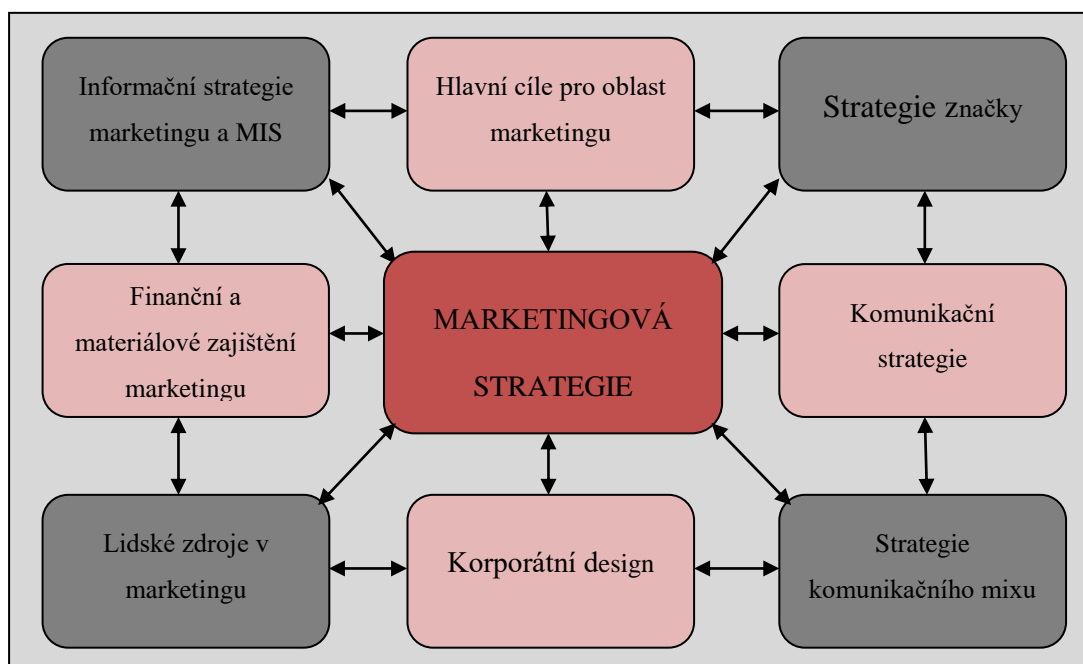 Informační strategie
marketingu a MIS
Hlavní cíle pro oblast
marketingu
Strategie značky
Finanční a
materiálové zajištění
marketingu
MARKETINGOVÁ
STRATEGIE
Komunikační
strategie
Lidské zdroje v
marketingu
Korporátní design
Strategie
komunikačního mixu